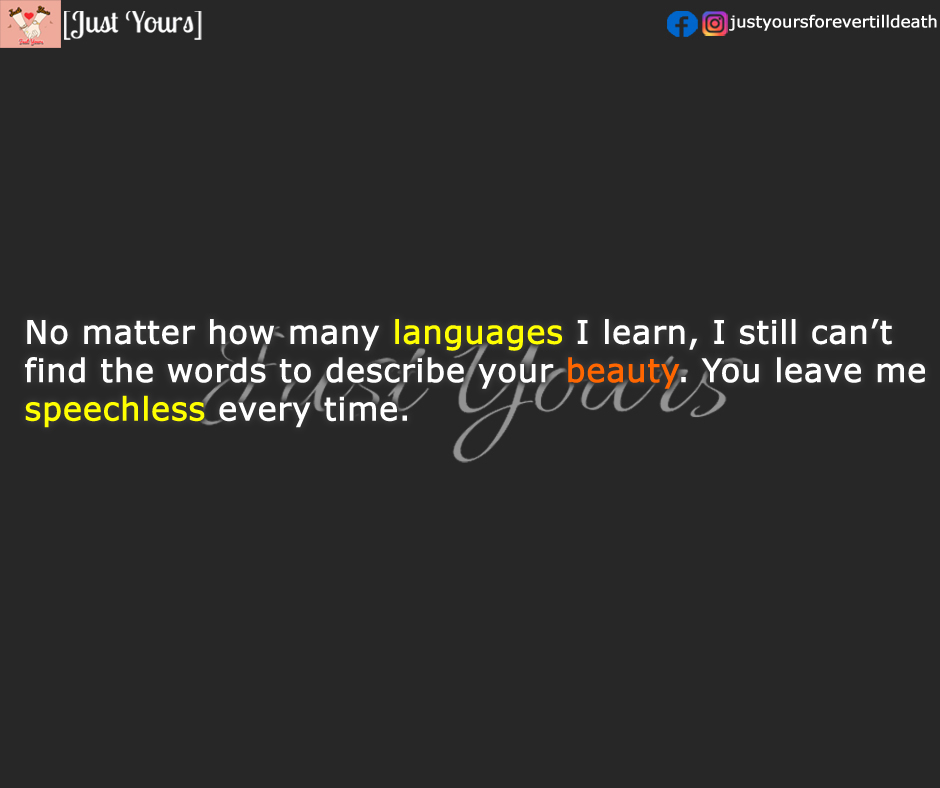 [Just Yours]
justyoursforevertilldeath
No matter how many languages I learn, I still can’t
find the words to describe your beauty. You leave me
speechless every time.
Just Yours
Just Yours